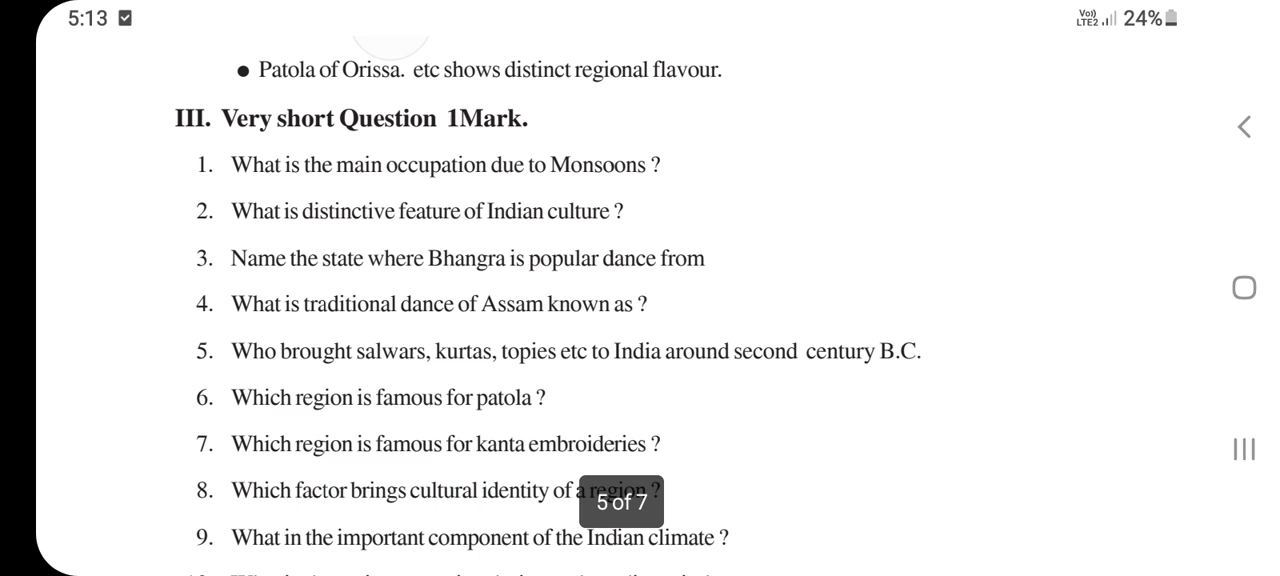 5:13
Vo)) LTE2 24%
● Patola of Orissa. etc shows distinct regional flavour.
III. Very short Question 1Mark.
1. What is the main occupation due to Monsoons ?
2. What is distinctive feature of Indian culture ?
3. Name the state where Bhangra is popular dance from
4. What is traditional dance of Assam known as ?
5. Who brought salwars, kurtas, topies etc to India around second century B.C.
6. Which region is famous for patola ?
7. Which region is famous for kanta embroideries ?
8. Which factor brings cultural identity of a region ?
5 of 7
9. What in the important component of the Indian climate ?